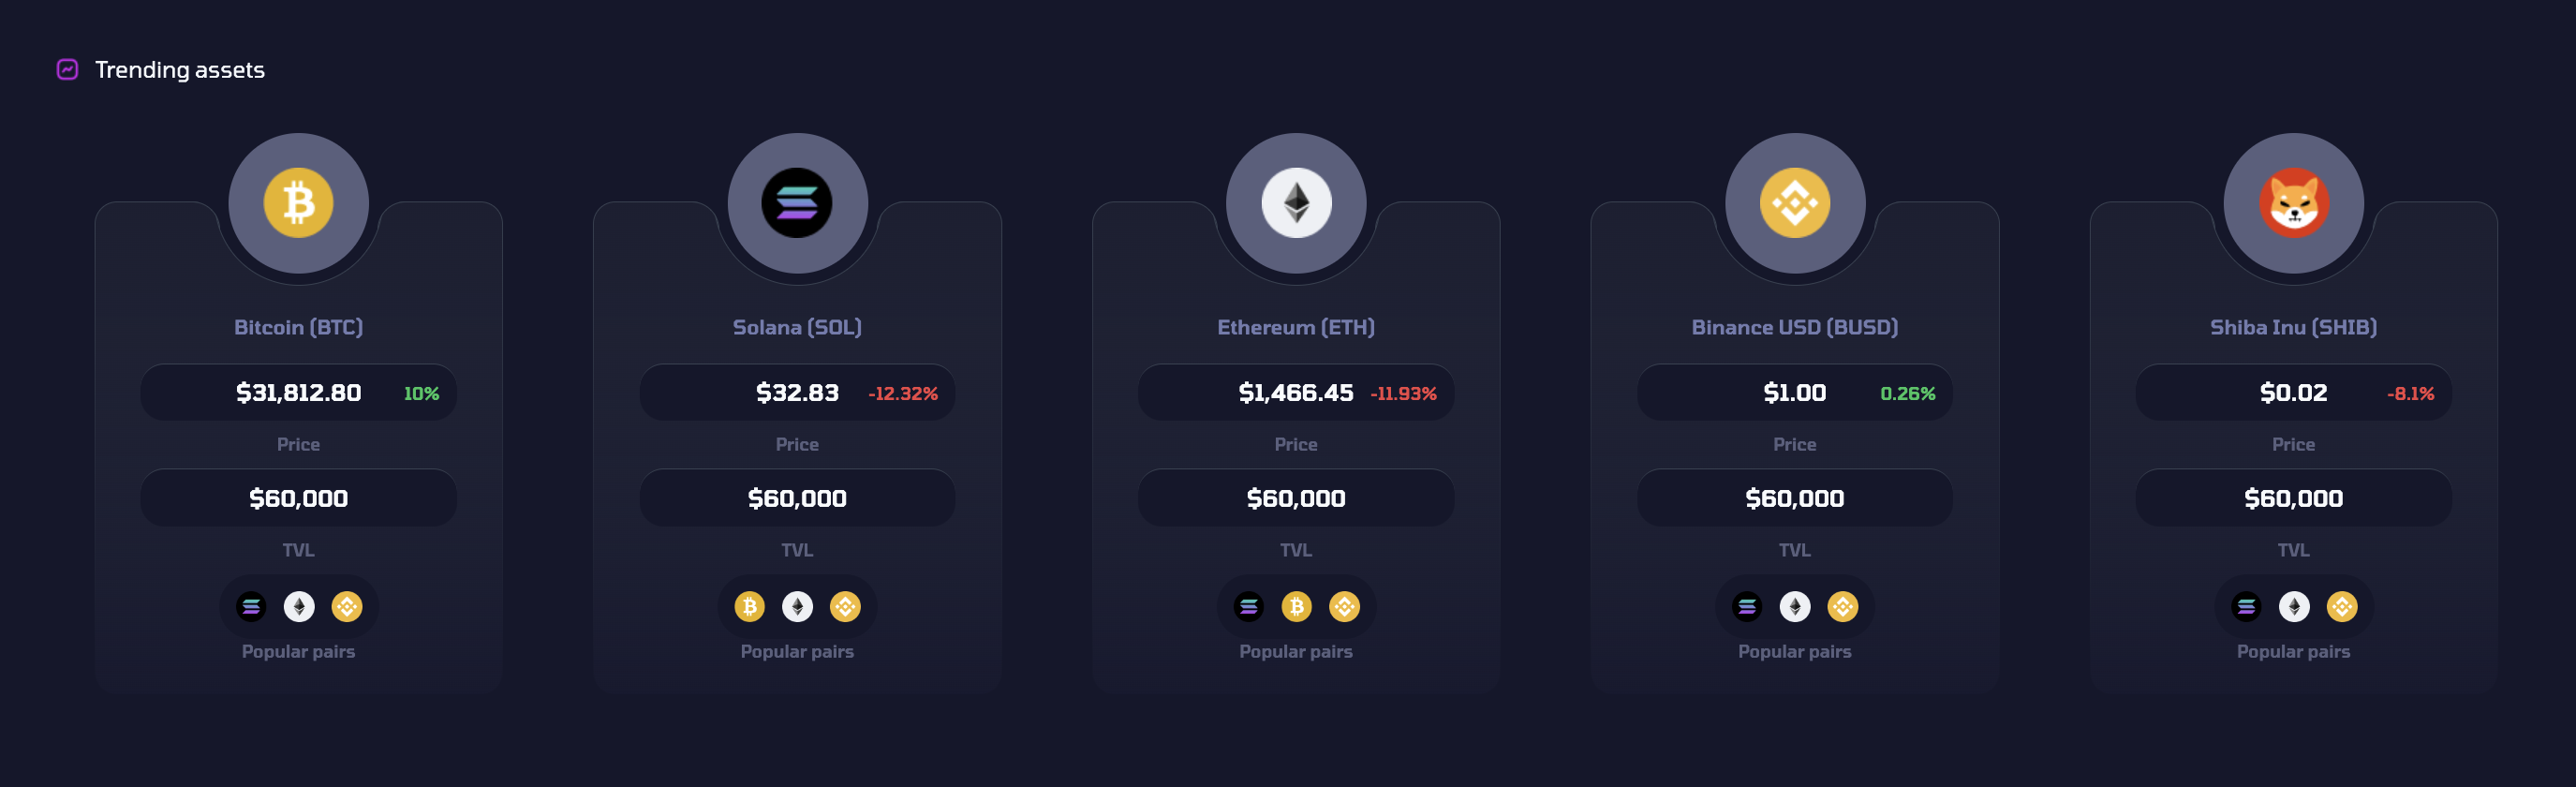 Trending assets
Bitcoin (BTC)
$31,812.80 10%
Price
$60,000
TVL
Popular pairs
Solana (SOL)
$32.83 -12.32%
Price
$60,000
TVL
Popular pairs
Ethereum (ETH)
$1,466.45 -11.93%
Price
$60,000
TVL
Popular pairs
Binance USD (BUSD)
$1.00 0.26%
Price
$60,000
TVL
Popular pairs
Shiba Inu (SHIB)
$0.02 -8.1%
Price
$60,000
TVL
Popular pairs